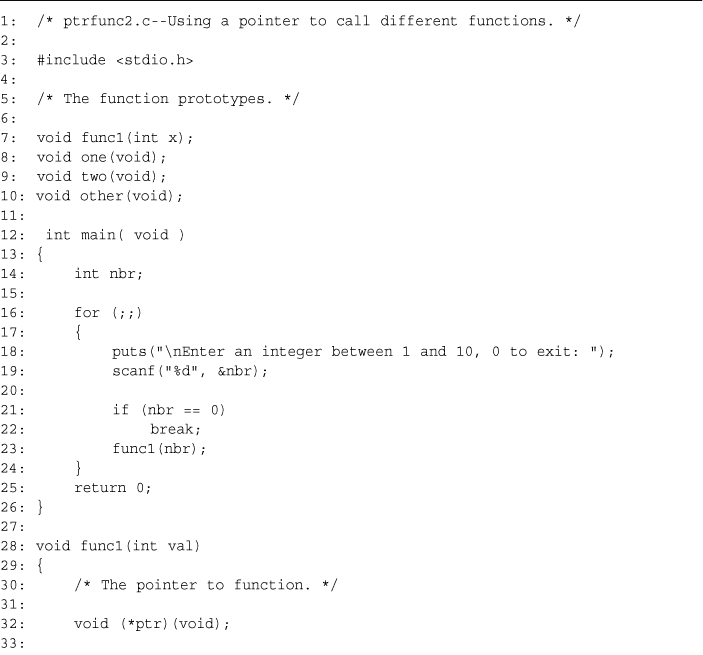 1:  /* ptrfunc2.c--Using a pointer to call different functions. */
2:
3:  #include <stdio.h>
4:
5:  /* The function prototypes. */
6:
7:  void func1(int x);
8:  void one(void);
9:  void two(void);
10: void other(void);
11:
12:  int main( void )
13: {
14:     int nbr;
15:
16:     for (;;)
17:     {
18:         puts("\nEnter an integer between 1 and 10, 0 to exit: ");
19:         scanf("%d", &nbr);
20:
21:         if (nbr == 0)
22:             break;
23:         func1(nbr);
24:     }
25:     return 0;
26: }
27:
28: void func1(int val)
29: {
30:     /* The pointer to function. */
31:
32:     void (*ptr)(void);
33: